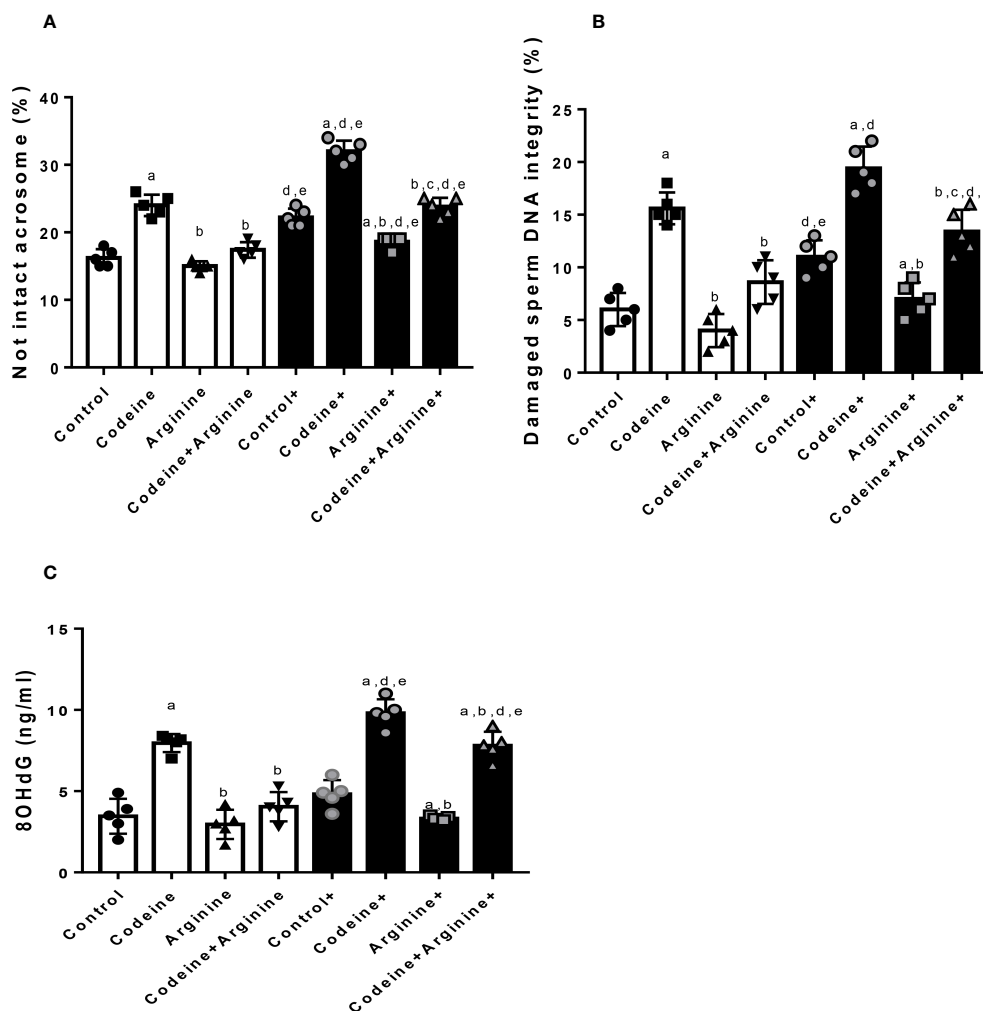 A
Not intact acrosome (%)
40
30
20
10
0
a
b
b
d,e
a,d,e
a,b,d,e
b,c,d,e
Control
Codeine
Arginine
Codeine+Arginine
Control+
Codeine+
Arginine+
Codeine+Arginine+
B
Damaged sperm DNA integrity (%)
25
20
15
10
5
0
a
b
b
d,e
a,d
a,b
b,c,d,
Control
Codeine
Arginine
Codeine+Arginine
Control+
Codeine+
Arginine+
Codeine+Arginine+
C
8OHdG (ng/ml)
15
10
5
0
a
b
b
a,d,e
a,b
a,b,d,e
Control
Codeine
Arginine
Codeine+Arginine
Control+
Codeine+
Arginine+
Codeine+Arginine+